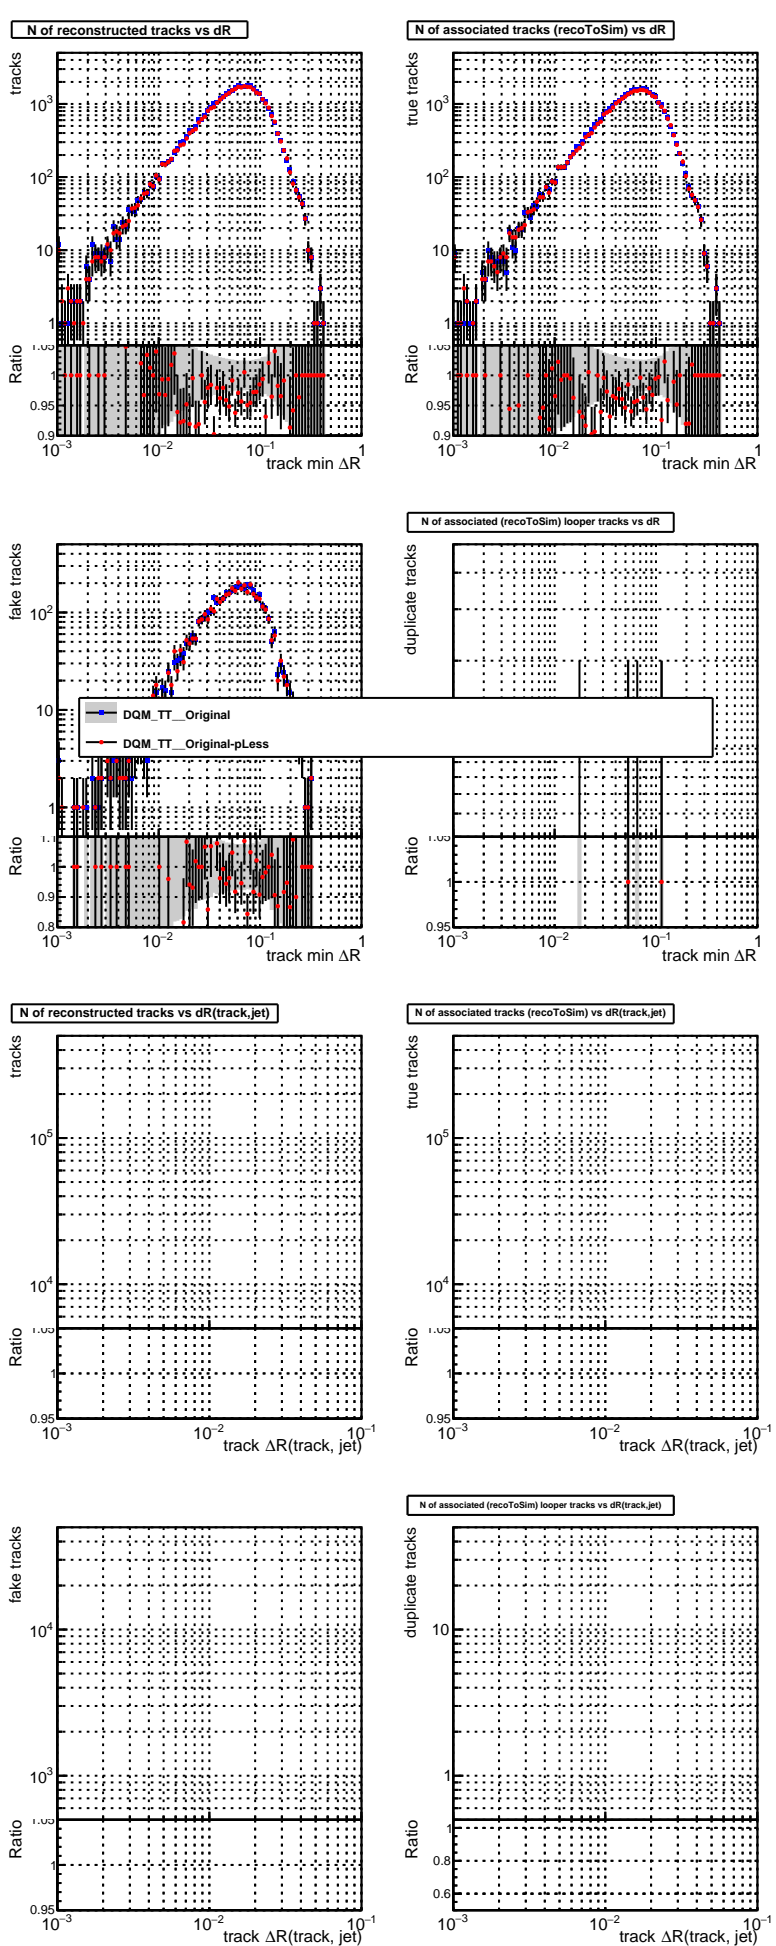 N of reconstructed tracks vs dR
tracks
10³
10²
10
1
Ratio
1.05
1
0.95
0.9
10⁻³
10⁻²
10⁻¹
1
track min ΔR
N of associated tracks (recoToSim) vs dR
true tracks
10³
10²
10
1
Ratio
1.05
1
0.95
0.9
10⁻³
10⁻²
10⁻¹
1
track min ΔR
fake tracks
10²
10
1
Ratio
1.1
1
0.9
0.8
10⁻³
10⁻²
10⁻¹
1
track min ΔR
N of associated (recoToSim) looper tracks vs dR
duplicate tracks
Ratio
1.05
1
0.95
10⁻³
10⁻²
10⁻¹
1
track min ΔR
DQM_TT__Original
DQM_TT__Original-pLess
N of reconstructed tracks vs dR(track,jet)
tracks
10⁵
10⁴
Ratio
1.05
1
0.95
10⁻³
10⁻²
10⁻¹
track ΔR(track, jet)
N of associated tracks (recoToSim) vs dR(track,jet)
true tracks
10⁵
10⁴
Ratio
1.05
1
0.95
10⁻³
10⁻²
10⁻¹
track ΔR(track, jet)
fake tracks
10⁴
10³
Ratio
1.05
1
0.95
10⁻³
10⁻²
10⁻¹
track ΔR(track, jet)
N of associated (recoToSim) looper tracks vs dR(track,jet)
duplicate tracks
10
1
Ratio
1
0.8
0.6
10⁻³
10⁻²
10⁻¹
track ΔR(track, jet)